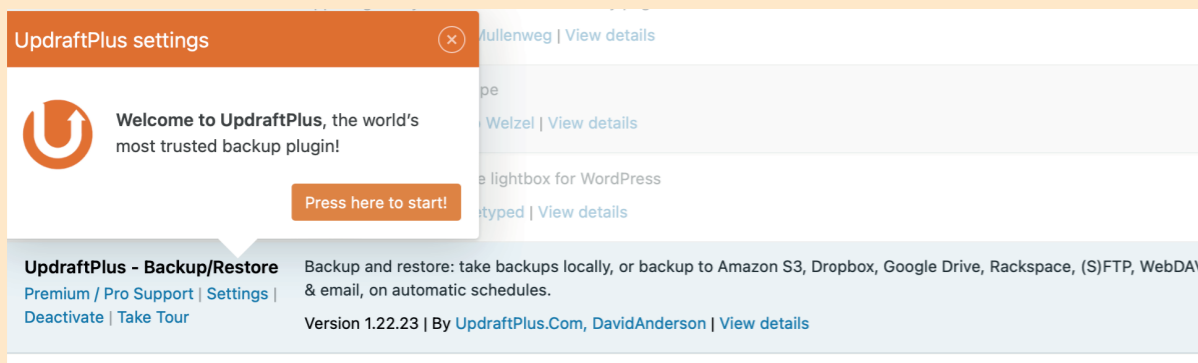 UpdraftPlus settings
Mullenweg | View details
Welcome to UpdraftPlus, the world's
most trusted backup plugin!
Press here to start!
Welzel | View details
lightbox for WordPress
| View details
UpdraftPlus - Backup/Restore
Premium / Pro Support | Settings |
Deactivate | Take Tour
Backup and restore: take backups locally, or backup to Amazon S3, Dropbox, Google Drive, Rackspace, (S)FTP, WebDAV
& email, on automatic schedules.
Version 1.22.23 | By UpdraftPlus.Com, DavidAnderson | View details